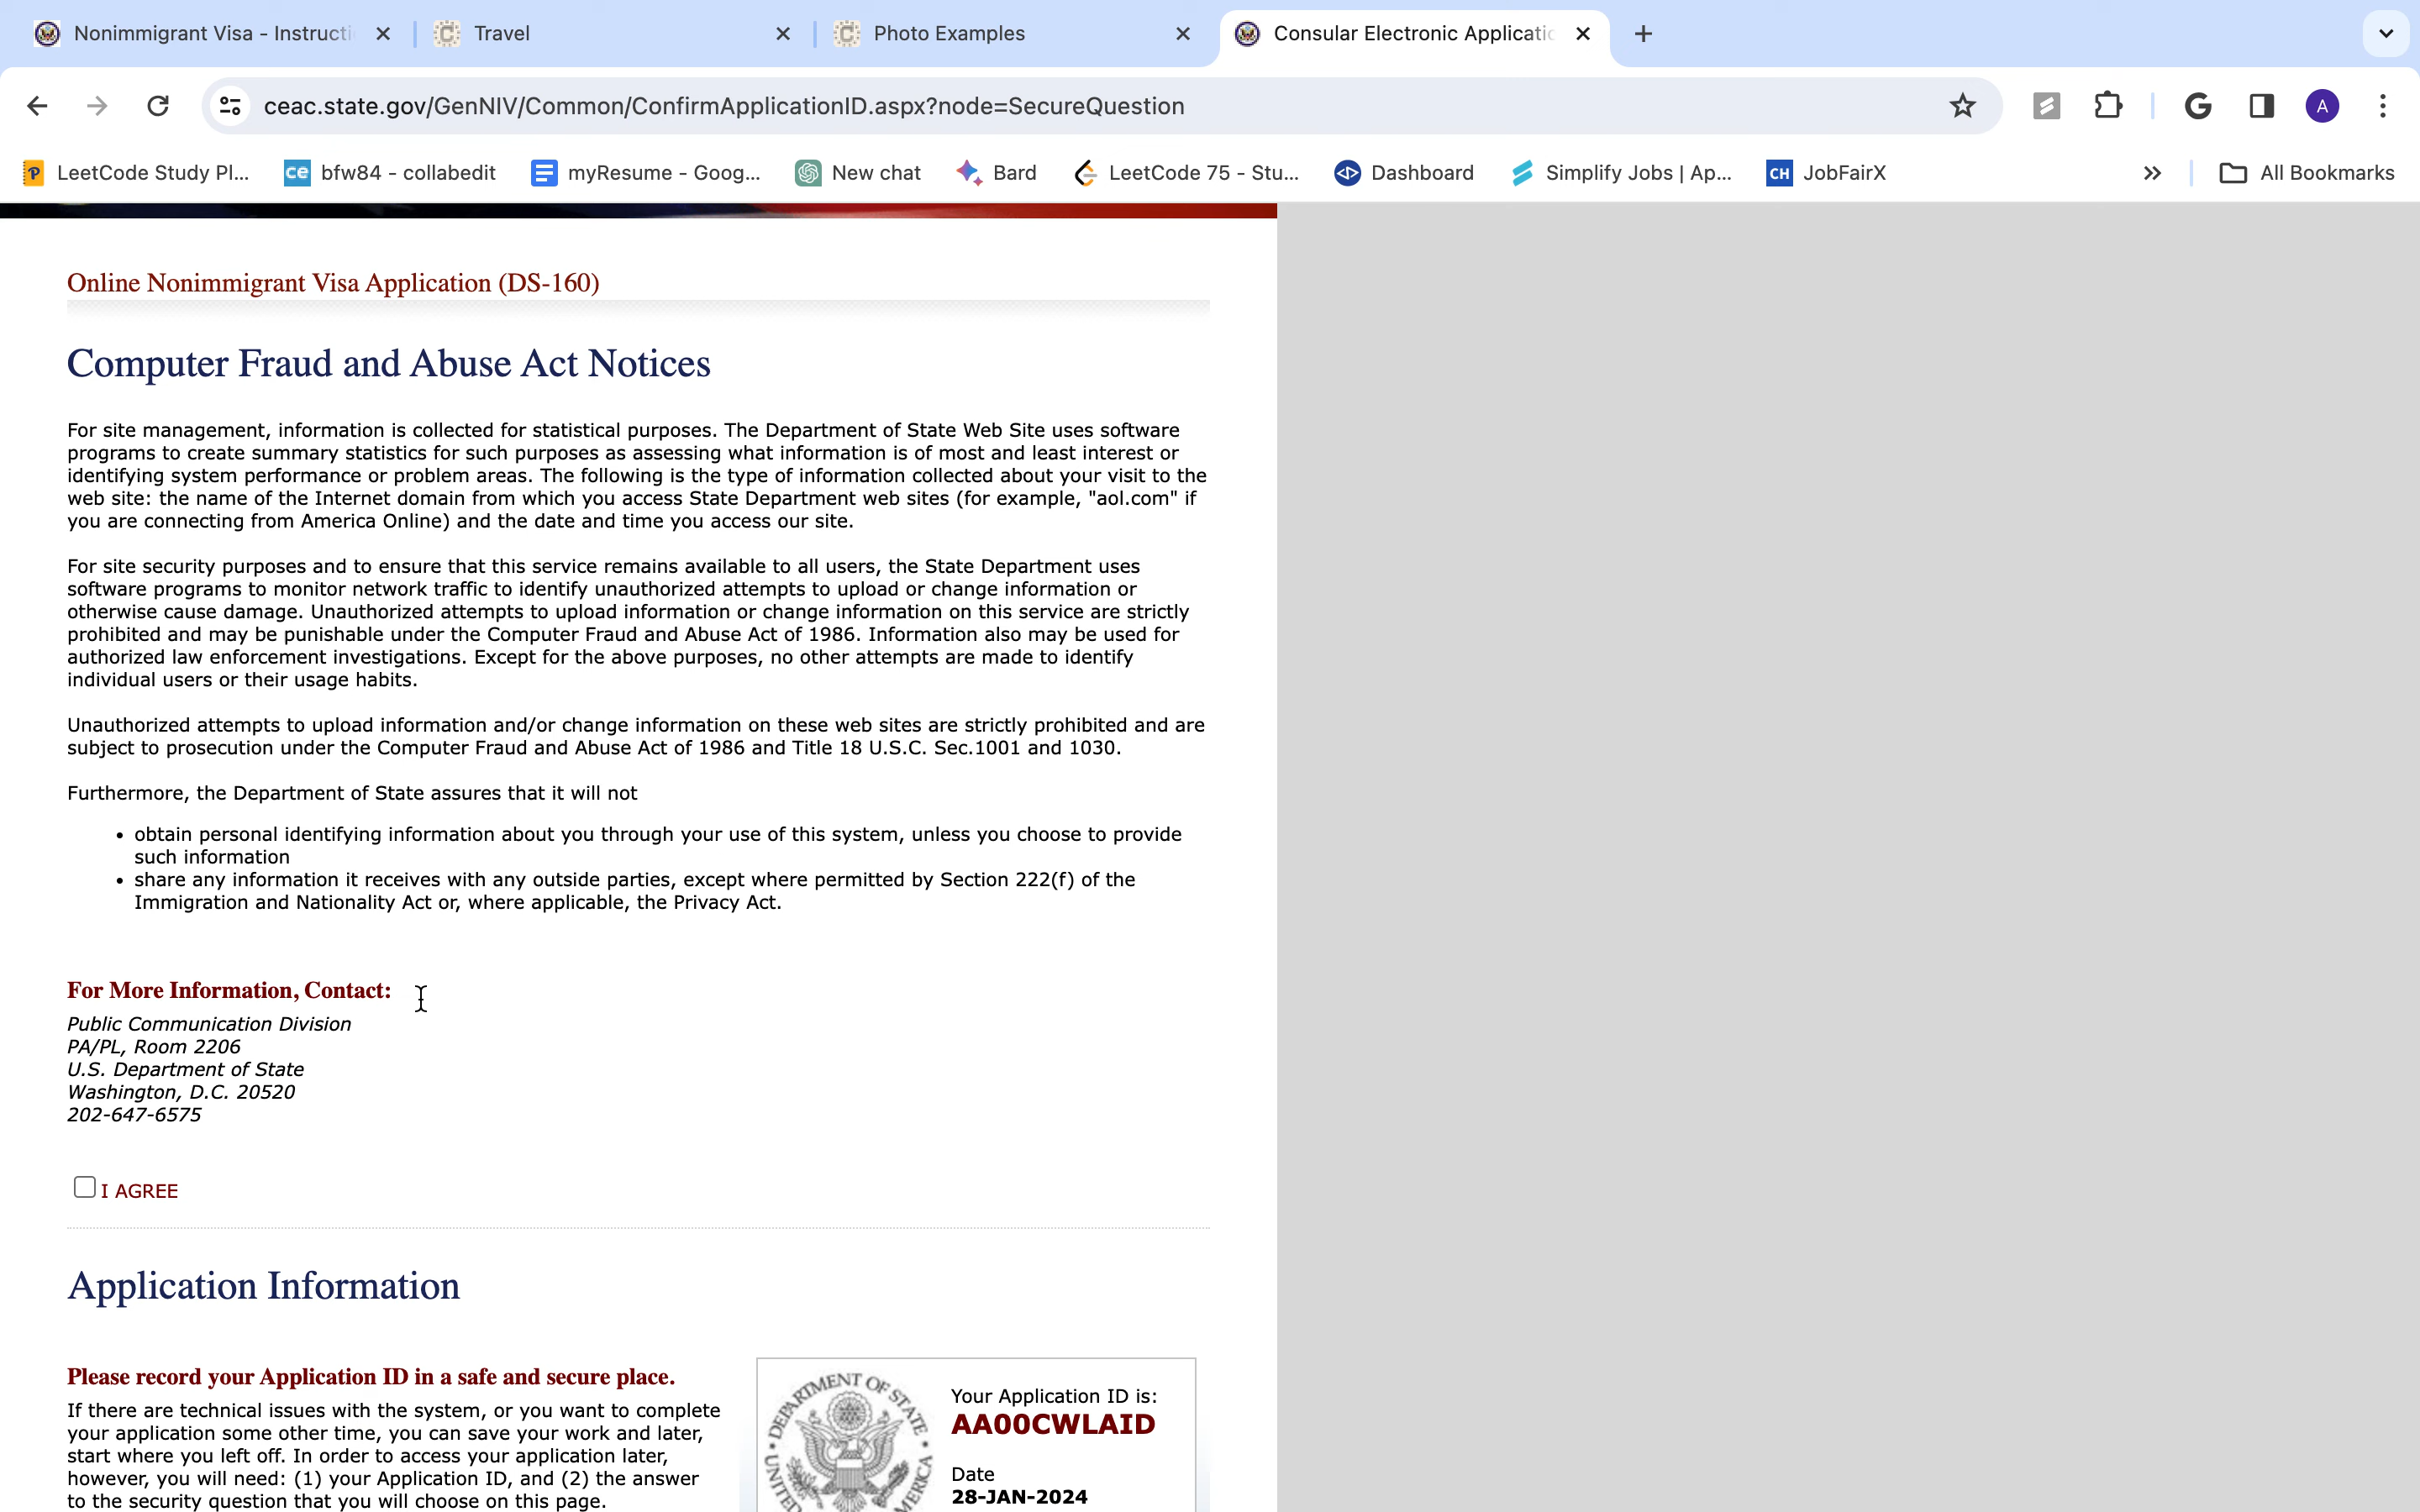 Nonimmigrant Visa - Instructi
Travel
Photo Examples
Consular Electronic Applicatio
ceac.state.gov/GenNIV/Common/ConfirmApplicationID.aspx?node=SecureQuestion
A
LeetCode Study Pl...
ce bfw84 - collabedit
myResume - Goog...
New chat
Bard
LeetCode 75 - Stu...
Dashboard
Simplify Jobs | Ap...
CH JobFairX
All Bookmarks
Online Nonimmigrant Visa Application (DS-160)
Computer Fraud and Abuse Act Notices
For site management, information is collected for statistical purposes. The Department of State Web Site uses software
programs to create summary statistics for such purposes as assessing what information is of most and least interest or
identifying system performance or problem areas. The following is the type of information collected about your visit to the
web site: the name of the Internet domain from which you access State Department web sites (for example, "aol.com" if
you are connecting from America Online) and the date and time you access our site.
For site security purposes and to ensure that this service remains available to all users, the State Department uses
software programs to monitor network traffic to identify unauthorized attempts to upload or change information or
otherwise cause damage. Unauthorized attempts to upload information or change information on this service are strictly
prohibited and may be punishable under the Computer Fraud and Abuse Act of 1986. Information also may be used for
authorized law enforcement investigations. Except for the above purposes, no other attempts are made to identify
individual users or their usage habits.
Unauthorized attempts to upload information and/or change information on these web sites are strictly prohibited and are
subject to prosecution under the Computer Fraud and Abuse Act of 1986 and Title 18 U.S.C. Sec.1001 and 1030.
Furthermore, the Department of State assures that it will not
• obtain personal identifying information about you through your use of this system, unless you choose to provide
such information
• share any information it receives with any outside parties, except where permitted by Section 222(f) of the
Immigration and Nationality Act or, where applicable, the Privacy Act.
For More Information, Contact:
Public Communication Division
PA/PL, Room 2206
U.S. Department of State
Washington, D.C. 20520
202-647-6575
I AGREE
Application Information
Please record your Application ID in a safe and secure place.
If there are technical issues with the system, or you want to complete
your application some other time, you can save your work and later,
start where you left off. In order to access your application later,
however, you will need: (1) your Application ID, and (2) the answer
to the security question that you will choose on this page.
Your Application ID is:
AA00CWLAID
Date
28-JAN-2024